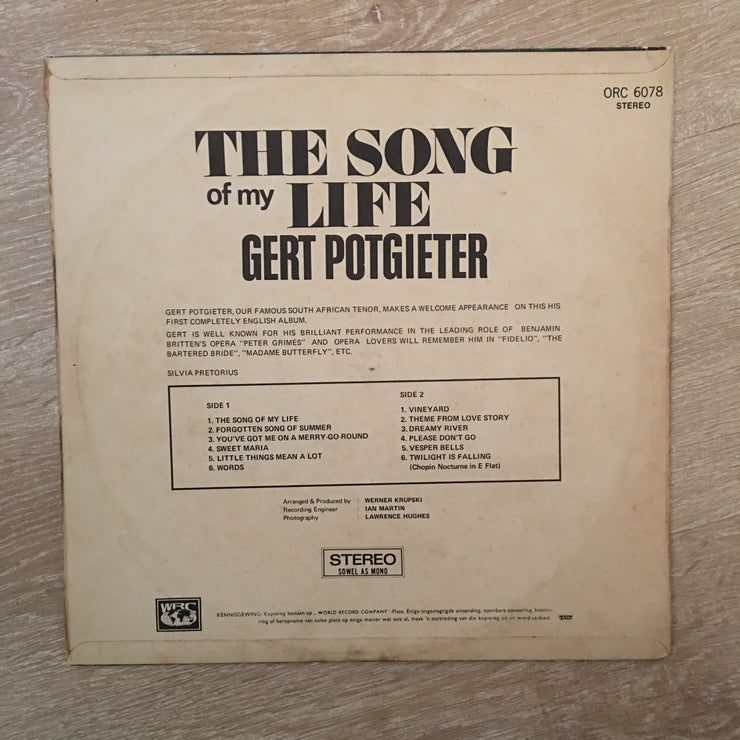 ORC 6078
STEREO
THE SONG
of my LIFE
GERT POTGIETER
GERT POTGIETER, OUR FAMOUS SOUTH AFRICAN TENOR, MAKES A WELCOME APPEARANCE ON THIS HIS
FIRST COMPLETELY ENGLISH ALBUM.
GERT IS WELL KNOWN FOR HIS BRILLIANT PERFORMANCE IN THE LEADING ROLE OF BENJAMIN
BRITTEN'S OPERA "PETER GRIMES" AND OPERA LOVERS WILL REMEMBER HIM IN "FIDELIO", "THE
BARTERED BRIDE", "MADAME BUTTERFLY", ETC.
SILVIA PRETORIUS
SIDE 1
1. THE SONG OF MY LIFE
2. FORGOTTEN SONG OF SUMMER
3. YOU'VE GOT ME ON A MERRY-GO-ROUND
4. SWEET MARIA
5. LITTLE THINGS MEAN A LOT
6. WORDS
SIDE 2
1. VINEYARD
2. THEME FROM LOVE STORY
3. DREAMY RIVER
4. PLEASE DON'T GO
5. VESPER BELLS
6. TWILIGHT IS FALLING
(Chopin Nocturne in E Flat)
Arranged & Produced by : WERNER KRUPSKI
Recording Engineer : IAN MARTIN
Photography : LAWRENCE HUGHES
STEREO
SOWEL AS MONO
WRC
KENNISGEWING: Kopiereg bestaan op „ WORLD RECORD COMPANY"-Plate. Enige ongemagtigde uitsending, openbare opvoering, kopiëring
of heropname van sulke plate op enige manier wat ook al, maak 'n oortreding van die kopiereg uit en word verbied.